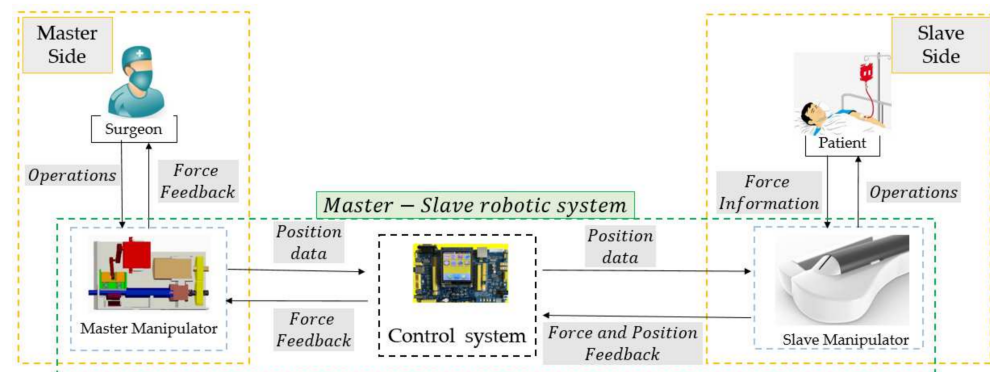 Master
Side
Slave
Side
Surgeon
Patient
Operations
Force
Feedback
Force
Information
Operations
Master – Slave robotic system
Position
data
Position
data
Master Manipulator
Force
Feedback
Control system
Force and Position
Feedback
Slave Manipulator